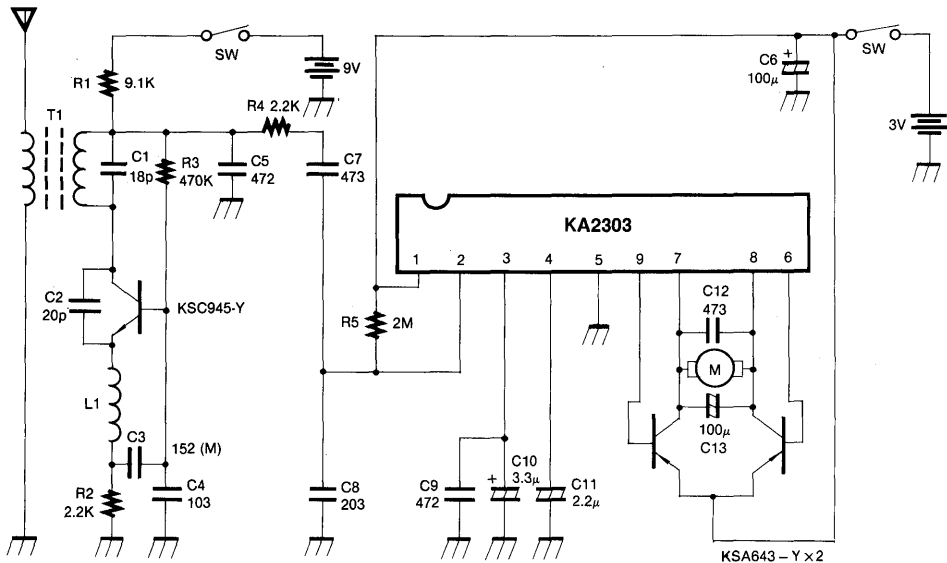 SW
SW
C6
+
100μ
R1
9.1K
9V
R4 2.2K
T1
3V
C1
18p
R3
470K
C5
472
C7
473
KA2303
1
2
3
4
5
9
7
8
6
C2
20p
KSC945-Y
R5
2M
C12
473
M
L1
100μ
C13
C3
152 (M)
R2
2.2K
C4
103
C8
203
C9
472
+
C10
3.3μ
C11
2.2μ
KSA643 – Y × 2